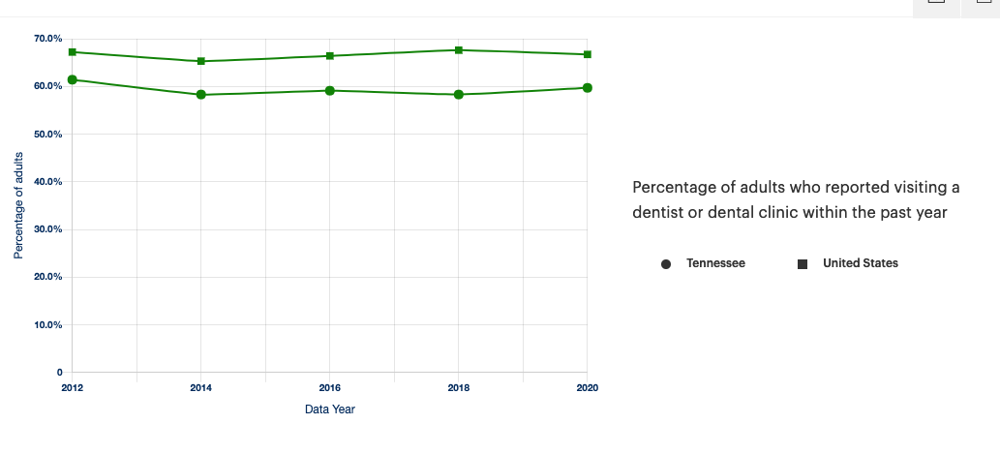 70.0%
60.0%
50.0%
40.0%
30.0%
20.0%
10.0%
0
Percentage of adults
2012 2014 2016 2018 2020
Data Year
Percentage of adults who reported visiting a
dentist or dental clinic within the past year
Tennessee United States